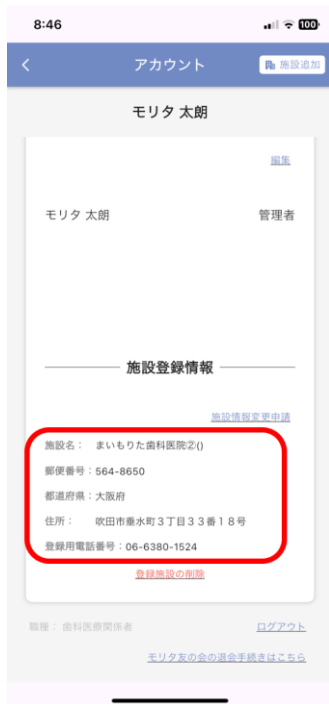 8:46
100
アカウント
施設追加
モリタ 太朗
編集
モリタ 太朗 管理者
施設登録情報
施設情報変更申請
施設名： まいもりた歯科医院②()
郵便番号：564-8650
都道府県：大阪府
住所： 吹田市垂水町３丁目３３番１８号
登録用電話番号：06-6380-1524
登録施設の削除
職種： 歯科医療関係者 ログアウト
モリタ友の会の退会手続きはこちら